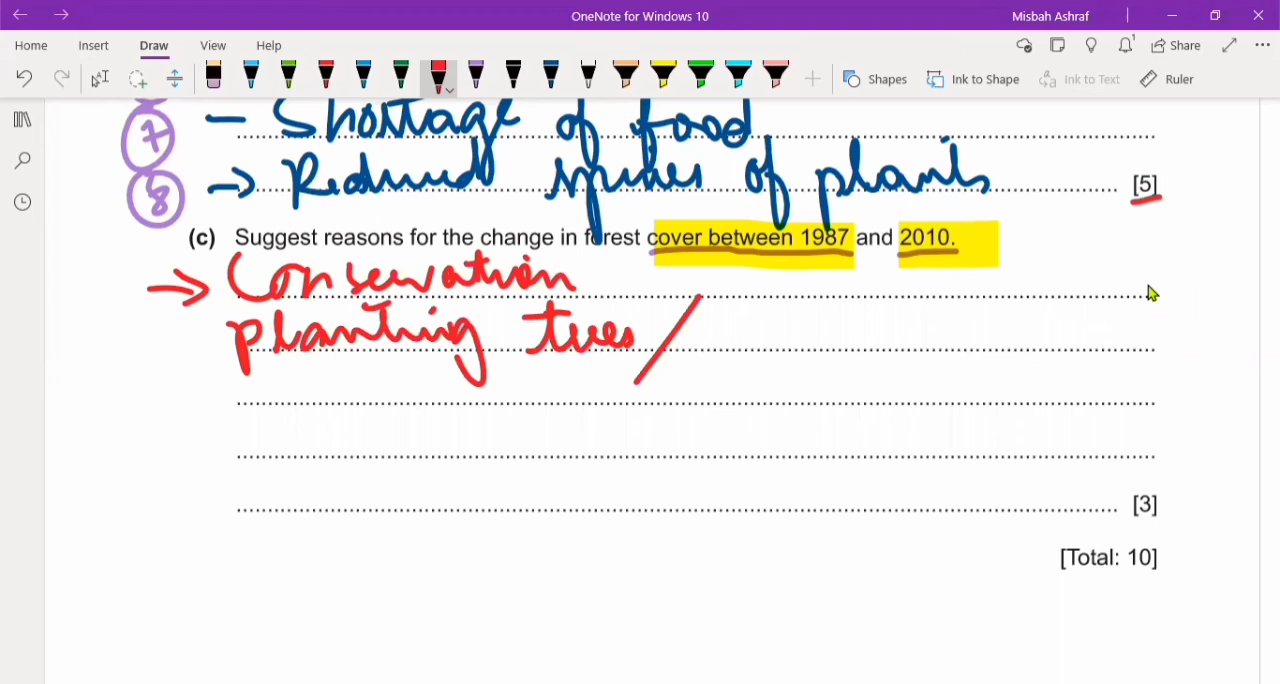 OneNote for Windows 10
Misbah Ashraf
Home Insert Draw View Help
Share
Shapes Ink to Shape Ink to Text Ruler
7 - Shortage of food
8 → Reduced species of plants [5]
(c) Suggest reasons for the change in forest cover between 1987 and 2010.
→ Conservation
planting trees /
[3]
[Total: 10]